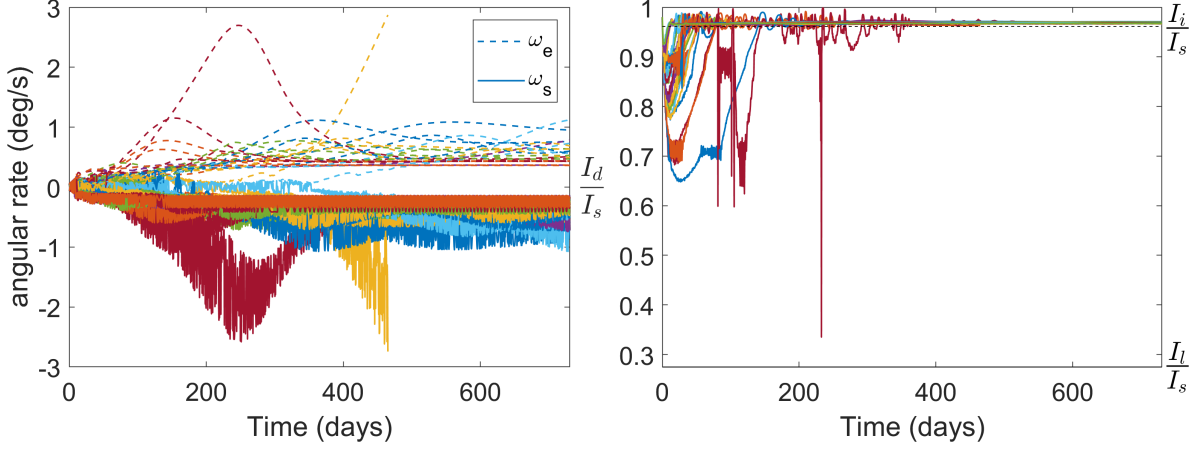 3
2
1
0
-1
-2
-3
0
200
400
600
Time (days)
angular rate (deg/s)
ω_e
ω_s
I_d
I_s
1
0.9
0.8
0.7
0.6
0.5
0.4
0.3
0
200
400
600
Time (days)
I_i
I_s
I_l
I_s